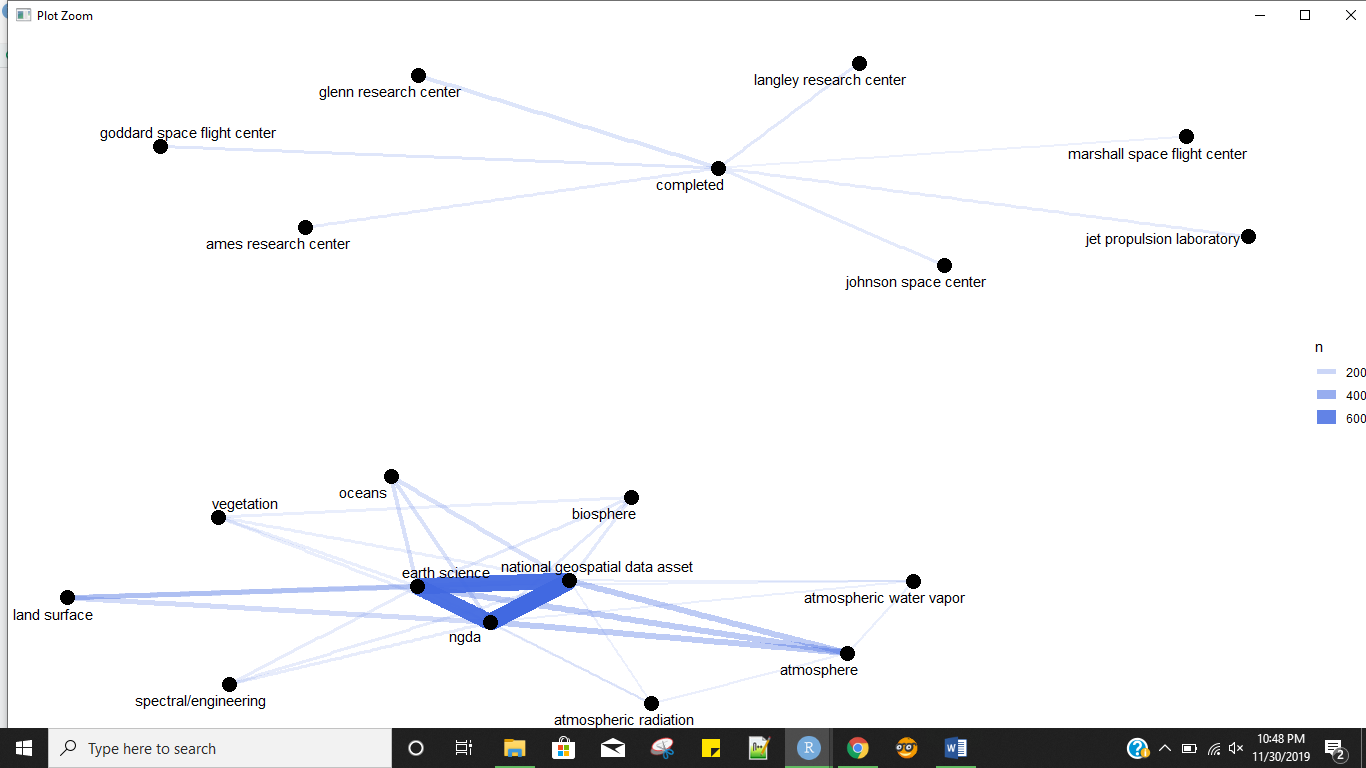 Plot Zoom
langley research center
glenn research center
goddard space flight center
marshall space flight center
completed
ames research center
jet propulsion laboratory
johnson space center
n
200
400
600
oceans
vegetation
biosphere
earth science
national geospatial data asset
land surface
atmospheric water vapor
ngda
atmosphere
spectral/engineering
atmospheric radiation
Type here to search
R
W
10:48 PM
11/30/2019
2